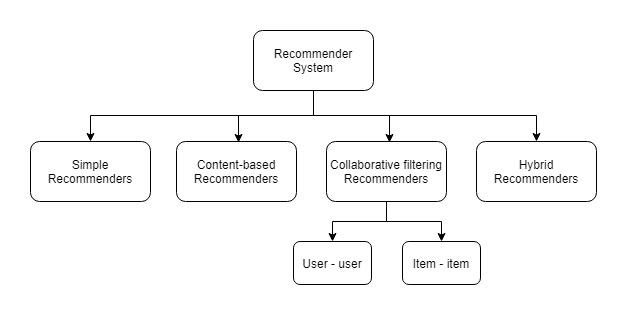 Recommender
System
Simple
Recommenders
Content-based
Recommenders
Collaborative filtering
Recommenders
Hybrid
Recommenders
User - user
Item - item